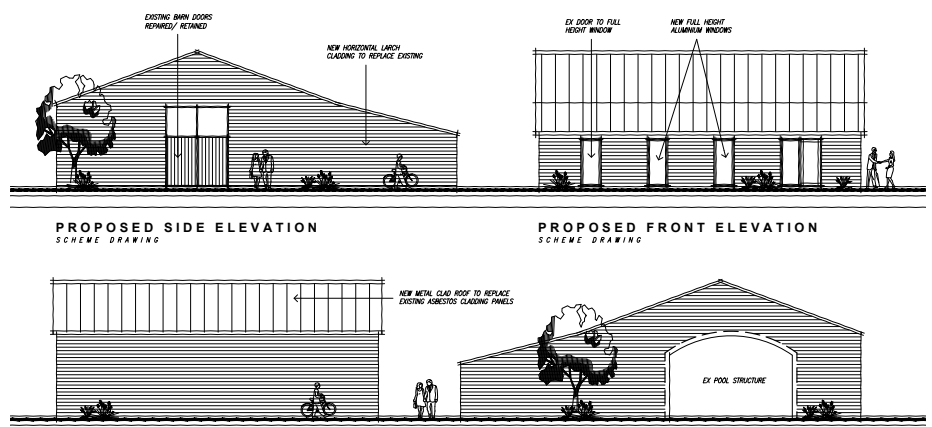 EXISTING BARN DOORS
REPAIRED/ RETAINED
NEW HORIZONTAL LARCH
CLADDING TO REPLACE EXISTING
EX DOOR TO FULL
HEIGHT WINDOW
NEW FULL HEIGHT
ALUMINIUM WINDOWS
PROPOSED SIDE ELEVATION
SCHEME DRAWING
PROPOSED FRONT ELEVATION
SCHEME DRAWING
NEW METAL CLAD ROOF TO REPLACE
EXISTING ASBESTOS CLADDING PANELS
EX POOL STRUCTURE